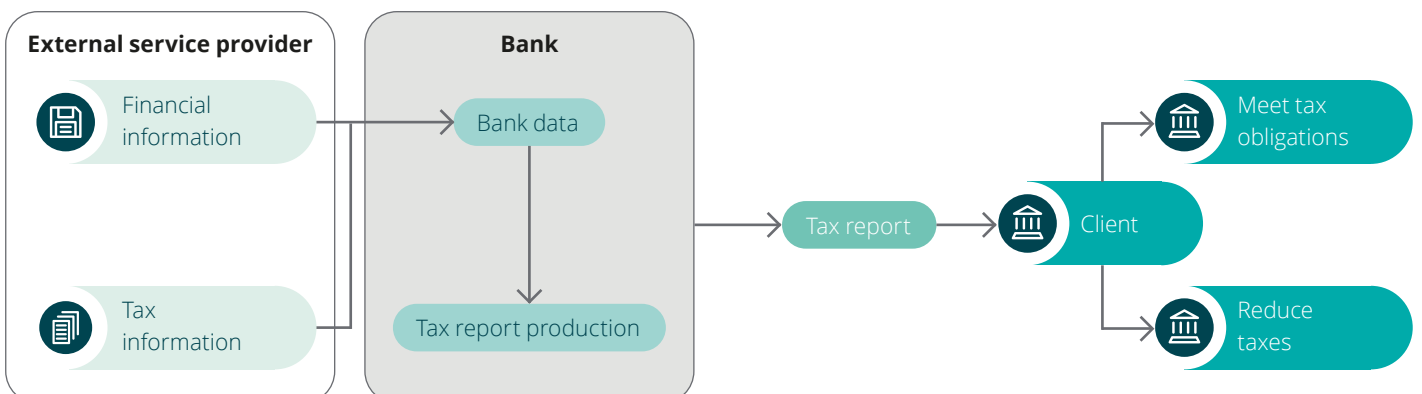 External service provider
Financial
information
Tax
information
Bank
Bank data
Tax report production
Tax report
Client
Meet tax
obligations
Reduce
taxes